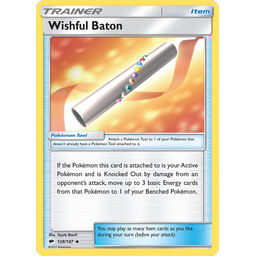 TRAINER
Item
Wishful Baton
Pokémon Tool
Attach a Pokémon Tool to 1 of your Pokémon that
doesn't already have a Pokémon Tool attached to it.
If the Pokémon this card is attached to is your Active
Pokémon and is Knocked Out by damage from an
opponent's attack, move up to 3 basic Energy cards
from that Pokémon to 1 of your Benched Pokémon.
Illus. Toyste Beach
128/147
You may play as many Item cards as you like
during your turn (before your attack).